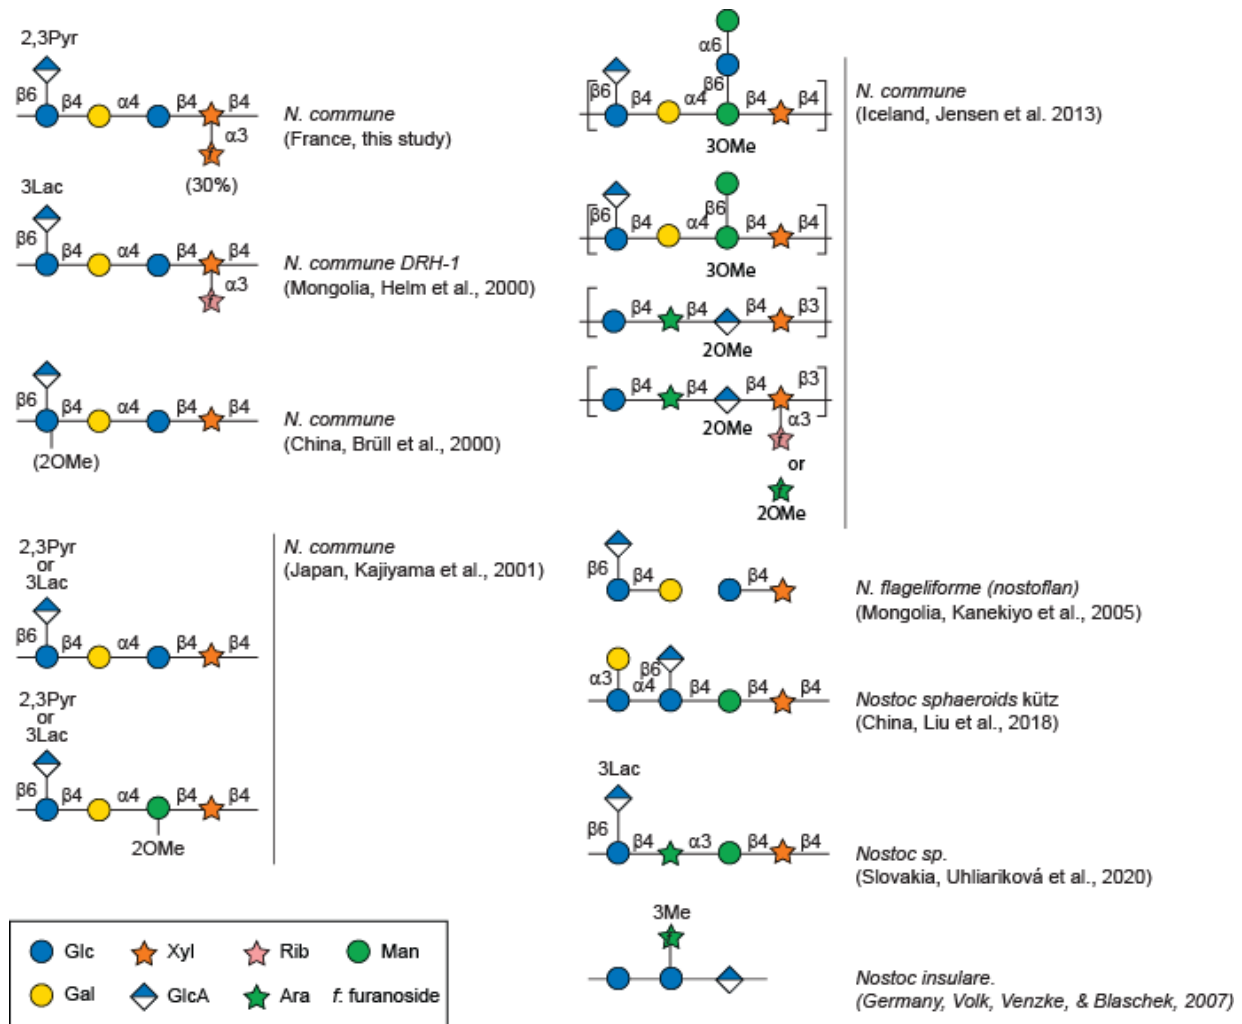 2,3Pyr
β6 β4 α4 β4 β4
α3
f
(30%)
N. commune
(France, this study)
3Lac
β6 β4 α4 β4 β4
α3
f
N. commune DRH-1
(Mongolia, Helm et al., 2000)
β6 β4 α4 β4 β4
(2OMe)
N. commune
(China, Brüll et al., 2000)
2,3Pyr
or
3Lac
β6 β4 α4 β4 β4
2,3Pyr
or
3Lac
β6 β4 α4 β4 β4
2OMe
N. commune
(Japan, Kajiyama et al., 2001)
α6
β6
β6 β4 α4 β4 β4
3OMe
β6
β6 β4 α4 β4 β4
3OMe
β4 β4 β4 β3
2OMe
β4 β4 β4 β3
2OMe
α3
f
or
f
2OMe
N. commune
(Iceland, Jensen et al. 2013)
β6 β4 β4
N. flageliforme (nostoflan)
(Mongolia, Kanekiyo et al., 2005)
α3 β6
α4 β4 β4 β4
Nostoc sphaeroids kütz
(China, Liu et al., 2018)
3Lac
β6 β4 α3 β4 β4
Nostoc sp.
(Slovakia, Uhliariková et al., 2020)
3Me
f
Nostoc insulare.
(Germany, Volk, Venzke, & Blaschek, 2007)
Glc Xyl Rib Man
Gal GlcA Ara f. furanoside